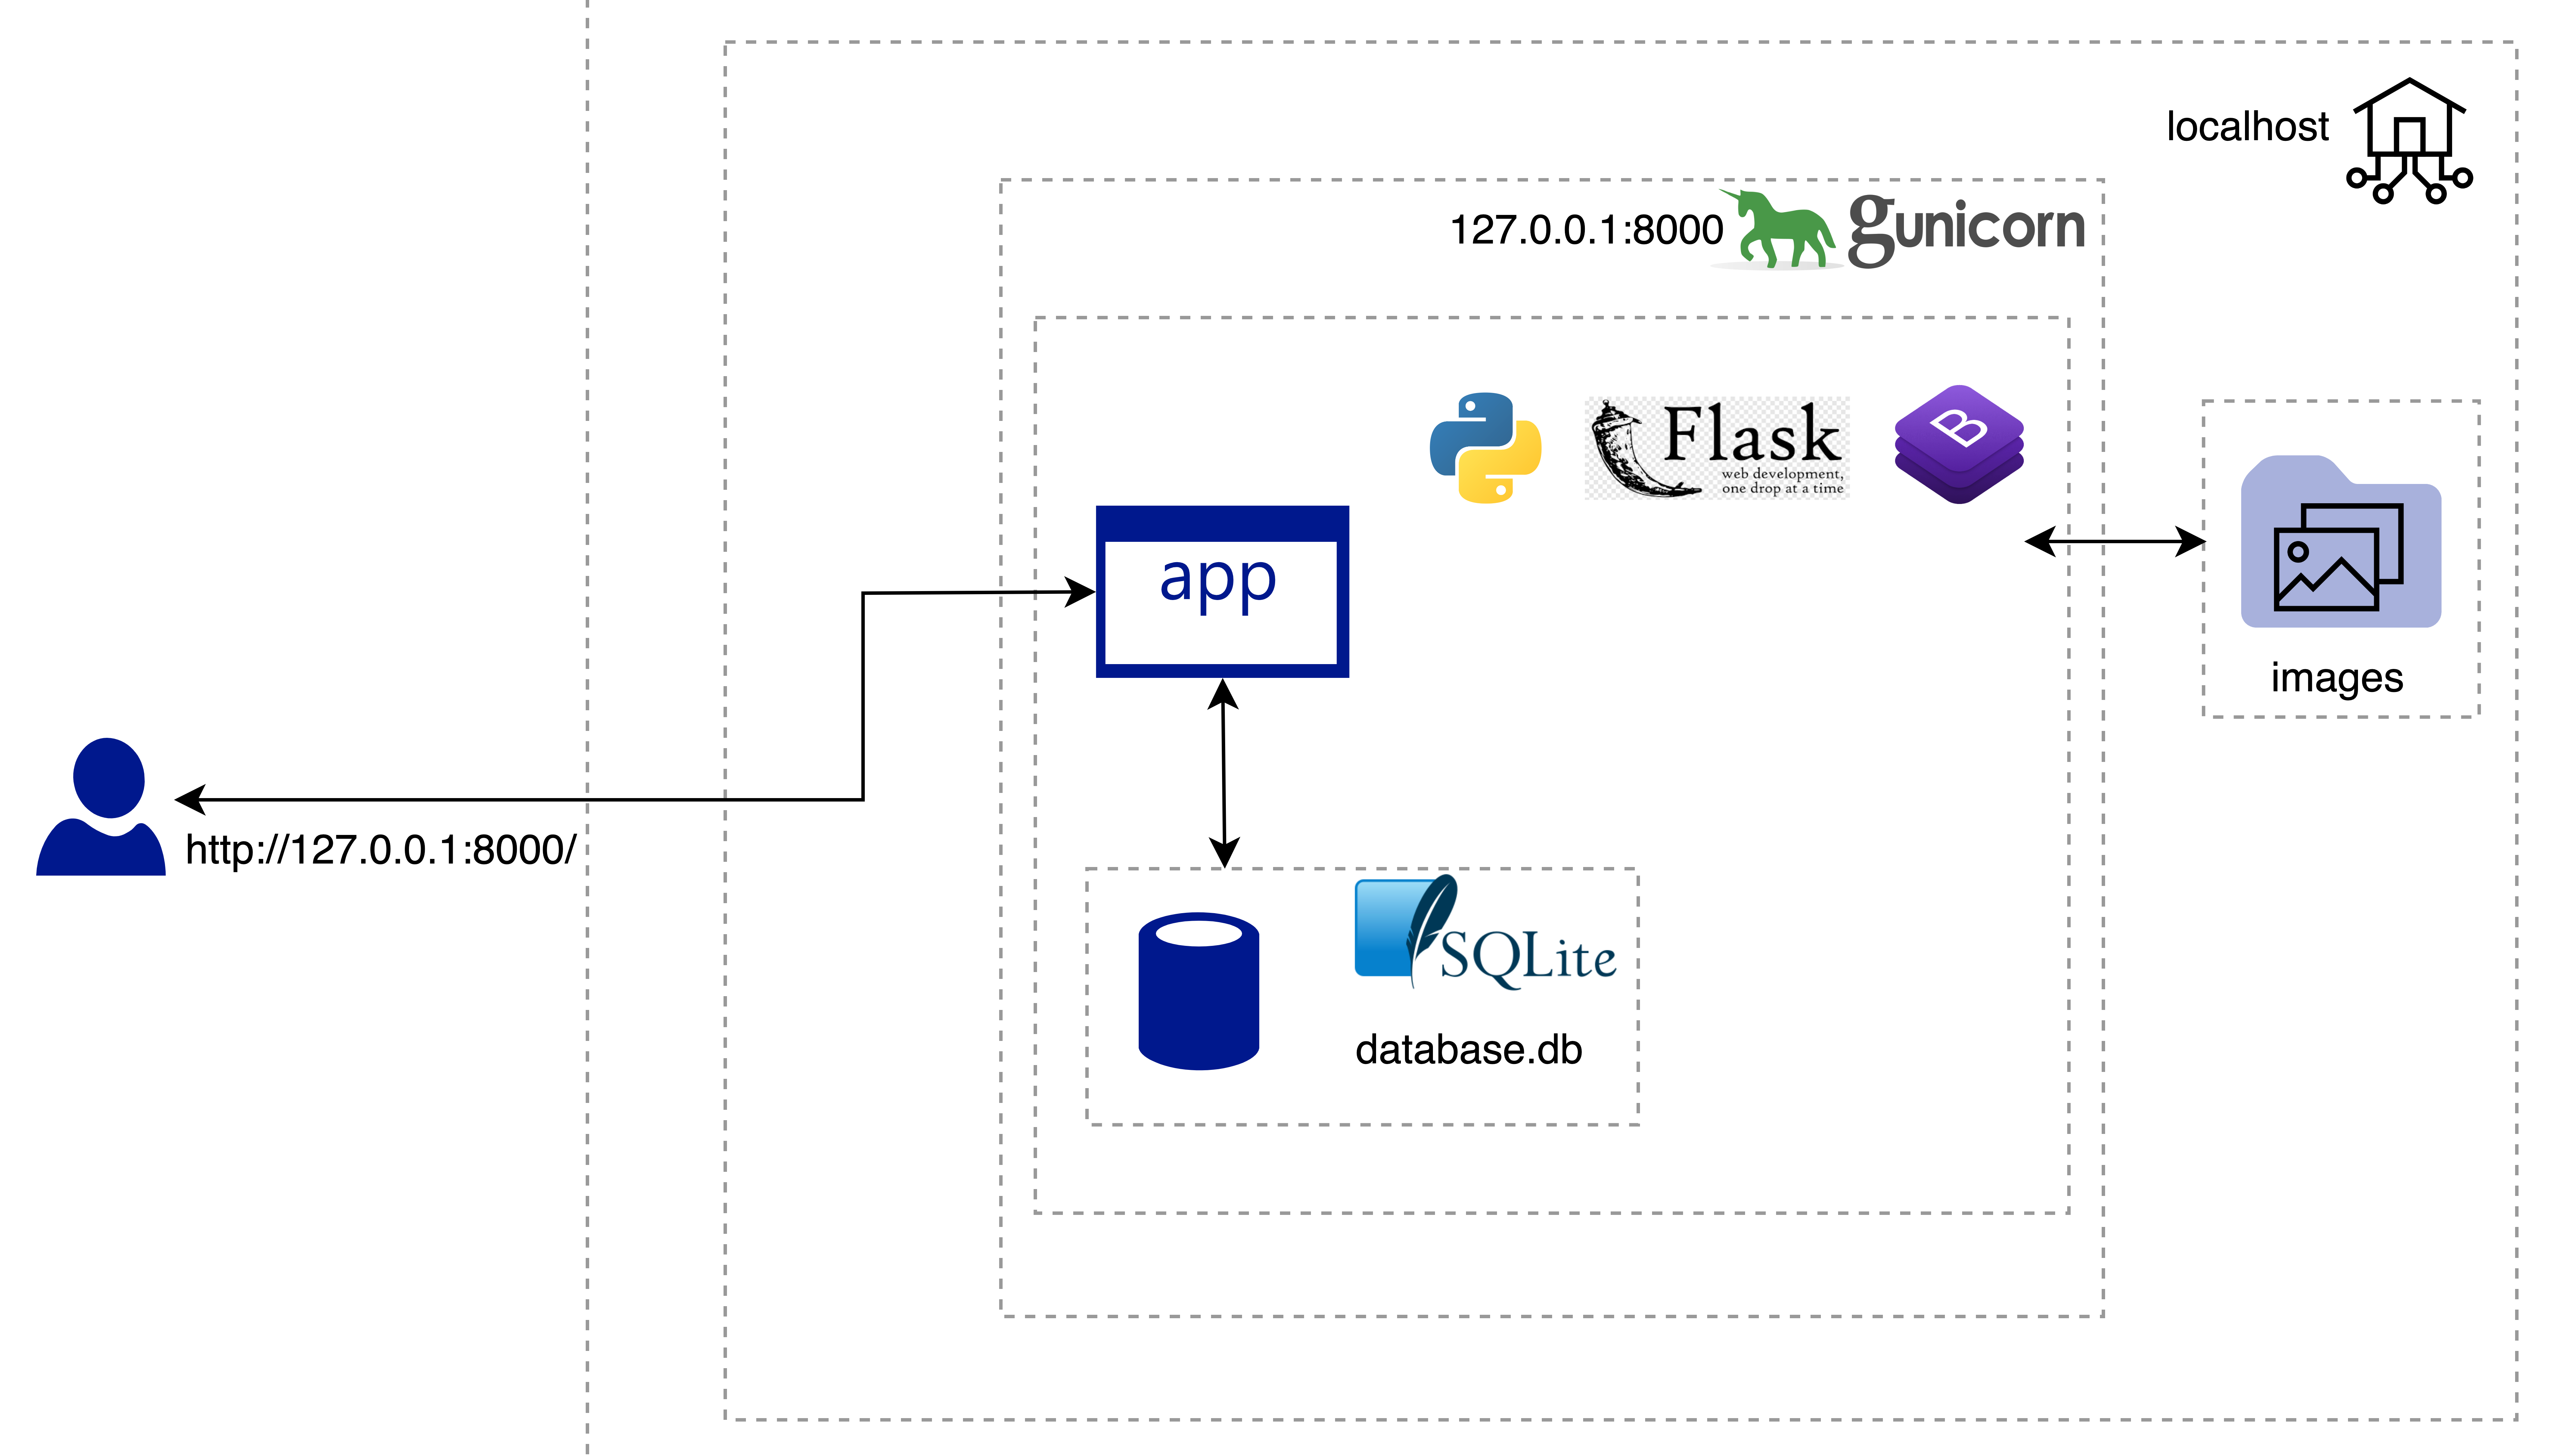 localhost
127.0.0.1:8000
gunicorn
Flask
web development,
one drop at a time
B
app
images
http://127.0.0.1:8000/
SQLite
database.db